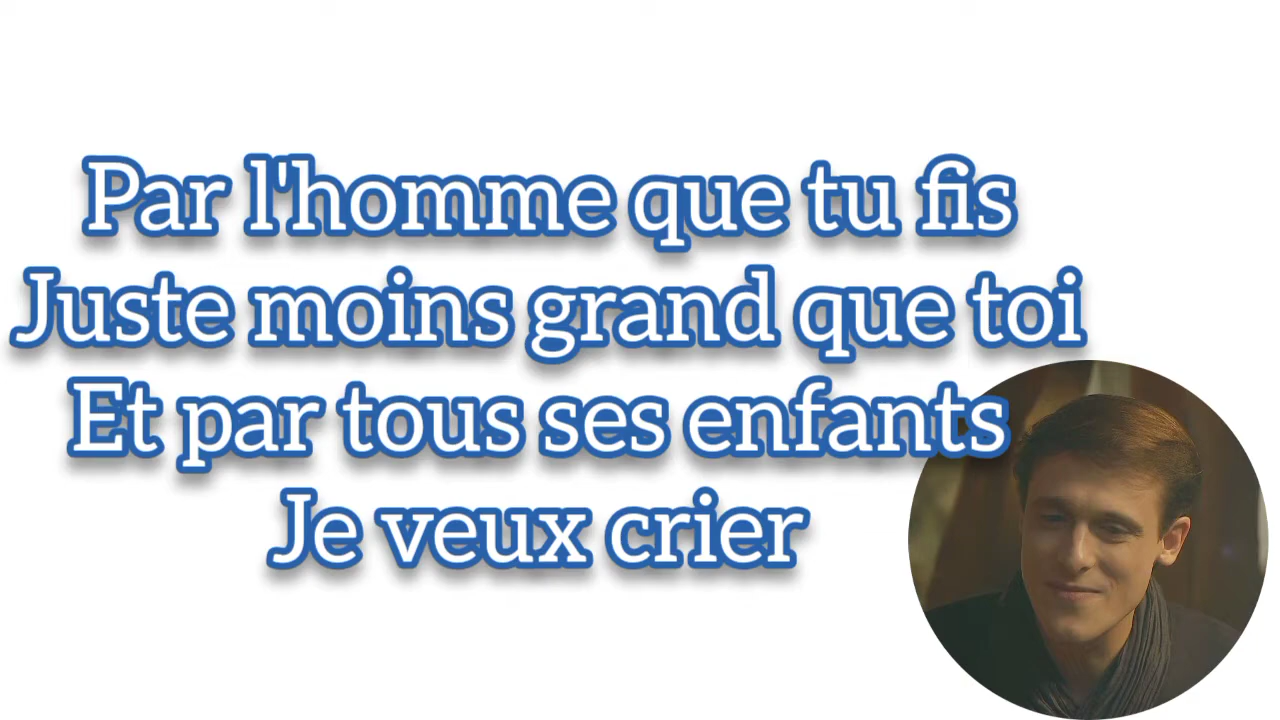 Par l'homme que tu fis
Juste moins grand que toi
Et par tous ses enfants
Je veux crier